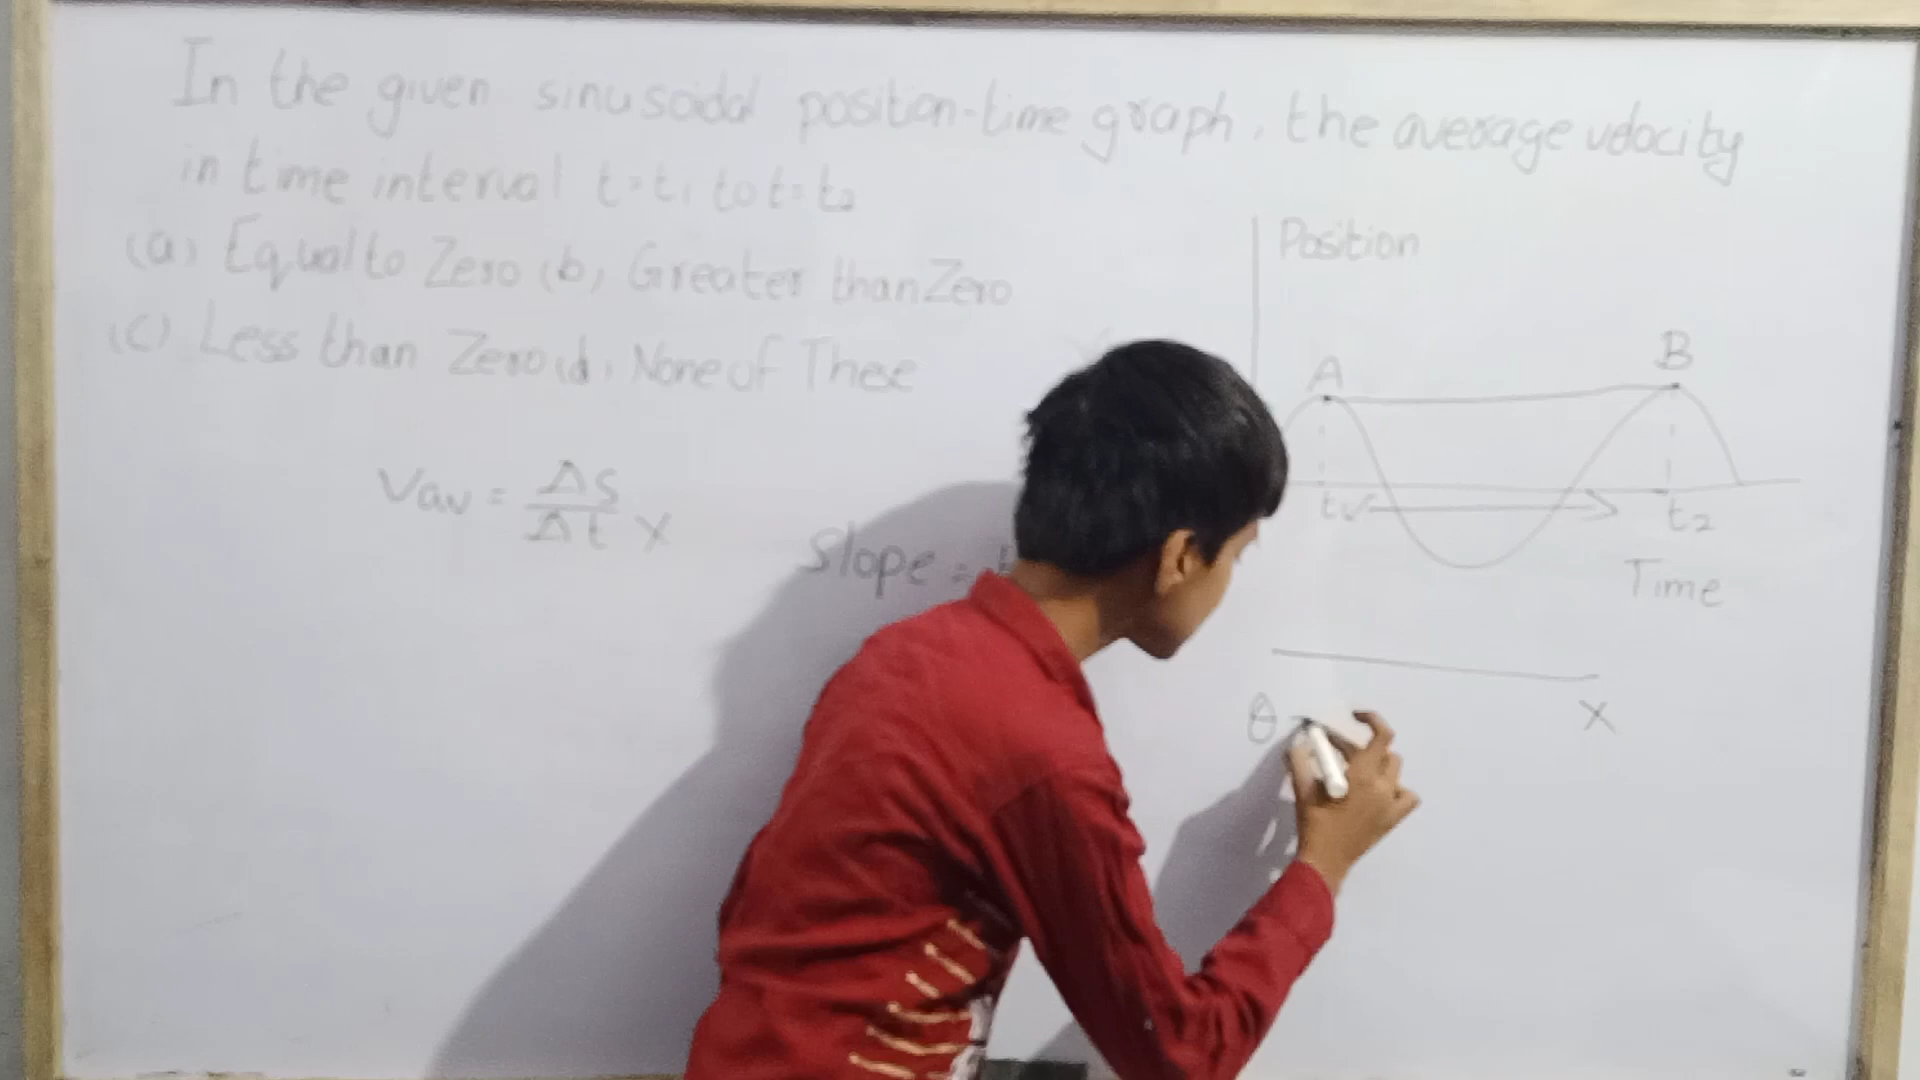 In the given sinusoidal position-time graph, the average velocity
in time interval t=t1 to t=t2
(a) Equal to Zero (b) Greater than Zero
(c) Less than Zero (d) None of These
Position
A
B
t1
t2
Time
Vav = Δs/Δt X
Slope =
θ =
X